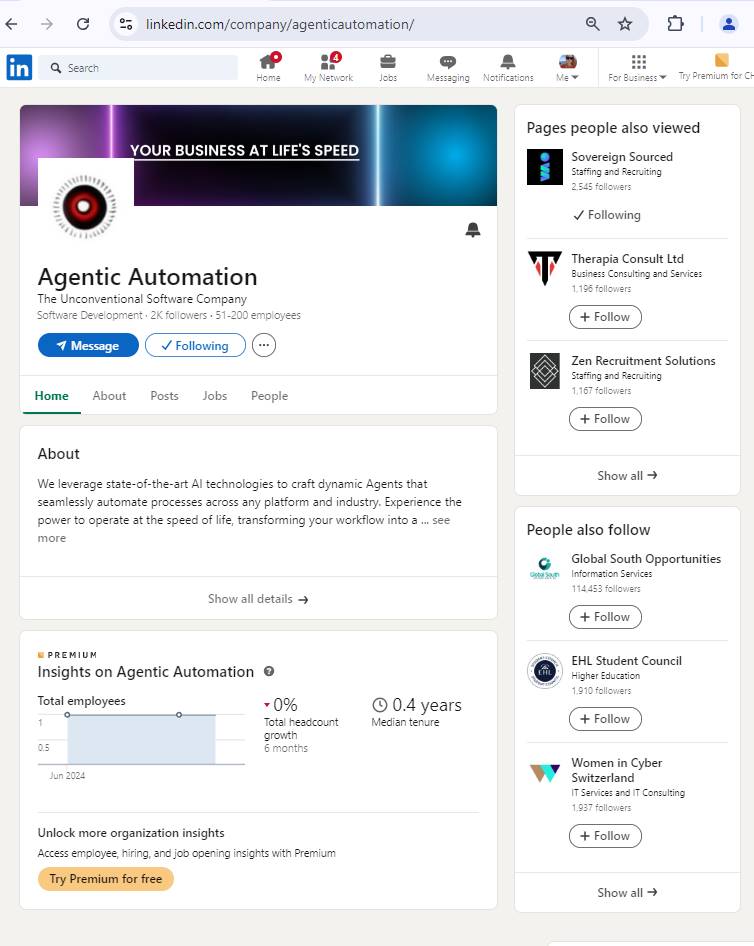 linkedin.com/company/agenticautomation/
in
Search
Home
4
My Network
Jobs
Messaging
Notifications
Me
For Business
Try Premium for CH
YOUR BUSINESS AT LIFE'S SPEED
Agentic Automation
The Unconventional Software Company
Software Development · 2K followers · 51-200 employees
Message
Following
Home
About
Posts
Jobs
People
About
We leverage state-of-the-art AI technologies to craft dynamic Agents that
seamlessly automate processes across any platform and industry. Experience the
power to operate at the speed of life, transforming your workflow into a ... see
more
Show all details →
PREMIUM
Insights on Agentic Automation ?
Total employees
1
0.5
Jun 2024
0%
Total headcount
growth
6 months
0.4 years
Median tenure
Unlock more organization insights
Access employee, hiring, and job opening insights with Premium
Try Premium for free
Pages people also viewed
Sovereign Sourced
Staffing and Recruiting
2,545 followers
Following
Therapia Consult Ltd
Business Consulting and Services
1,196 followers
+ Follow
Zen Recruitment Solutions
Staffing and Recruiting
1,167 followers
+ Follow
Show all →
People also follow
Global South
Global South Opportunities
Information Services
114,453 followers
+ Follow
EHL
EHL Student Council
Higher Education
1,910 followers
+ Follow
Women in Cyber
Switzerland
IT Services and IT Consulting
1,937 followers
+ Follow
Show all →